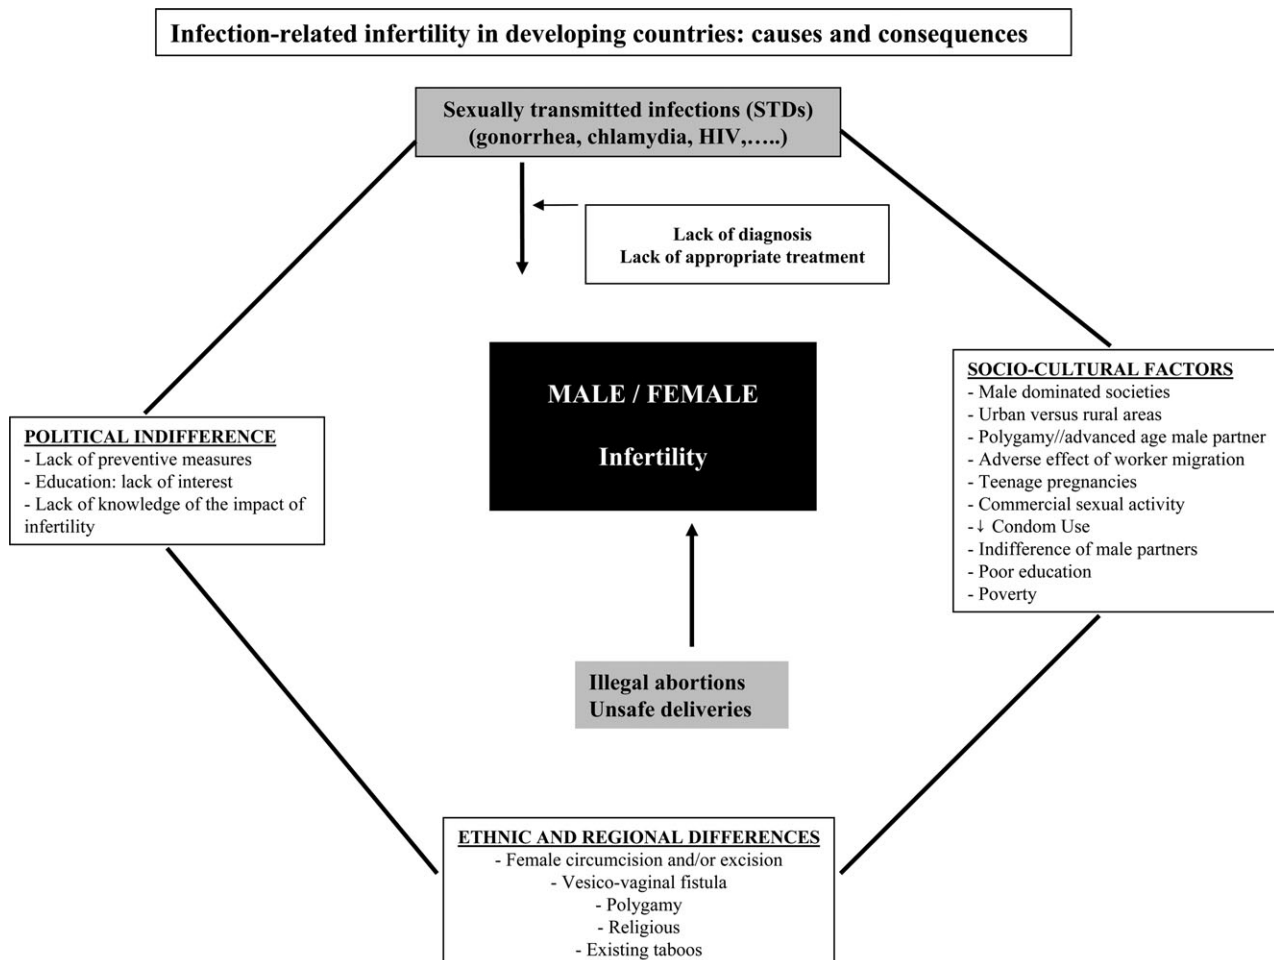 Infection-related infertility in developing countries: causes and consequences
Sexually transmitted infections (STDs)
(gonorrhea, chlamydia, HIV,…..)
Lack of diagnosis
Lack of appropriate treatment
MALE / FEMALE
Infertility
POLITICAL INDIFFERENCE
- Lack of preventive measures
- Education: lack of interest
- Lack of knowledge of the impact of
infertility
SOCIO-CULTURAL FACTORS
- Male dominated societies
- Urban versus rural areas
- Polygamy//advanced age male partner
- Adverse effect of worker migration
- Teenage pregnancies
- Commercial sexual activity
-↓ Condom Use
- Indifference of male partners
- Poor education
- Poverty
Illegal abortions
Unsafe deliveries
ETHNIC AND REGIONAL DIFFERENCES
- Female circumcision and/or excision
- Vesico-vaginal fistula
- Polygamy
- Religious
- Existing taboos